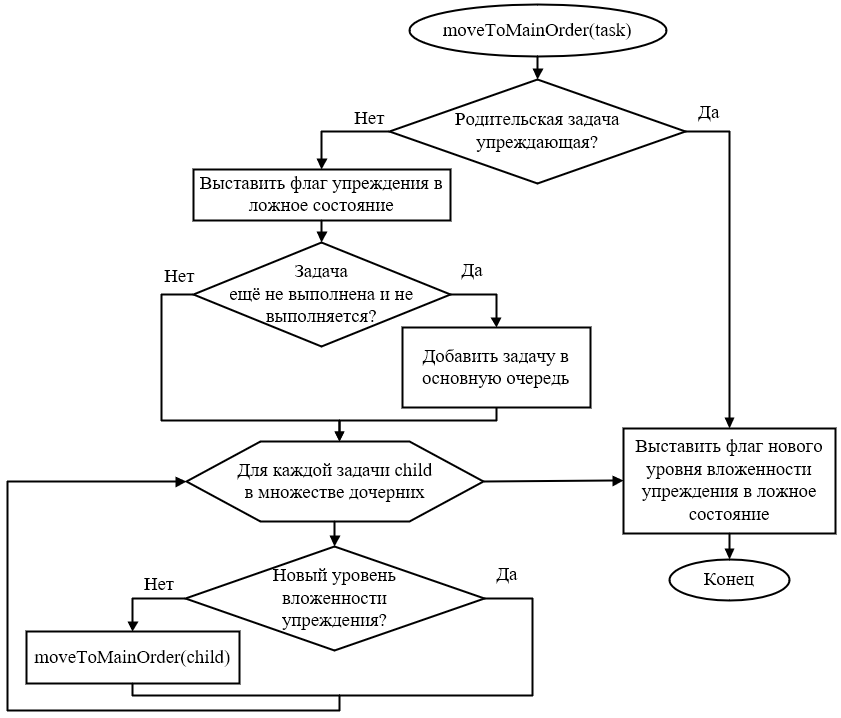 moveToMainOrder(task)
Родительская задача
упреждающая?
Нет
Да
Выставить флаг упреждения в
ложное состояние
Задача
ещё не выполнена и не
выполняется?
Нет
Да
Добавить задачу в
основную очередь
Для каждой задачи child
в множестве дочерних
Выставить флаг нового
уровня вложенности
упреждения в ложное
состояние
Новый уровень
вложенности
упреждения?
Нет
Да
moveToMainOrder(child)
Конец